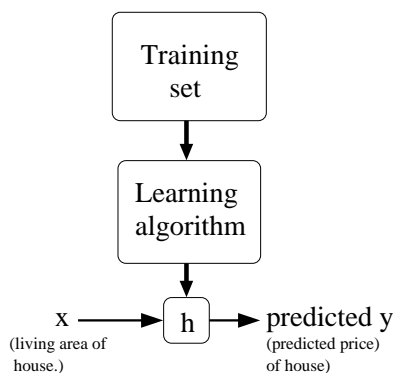 Training
set
Learning
algorithm
x
h
predicted y
(living area of
house.)
(predicted price)
of house)